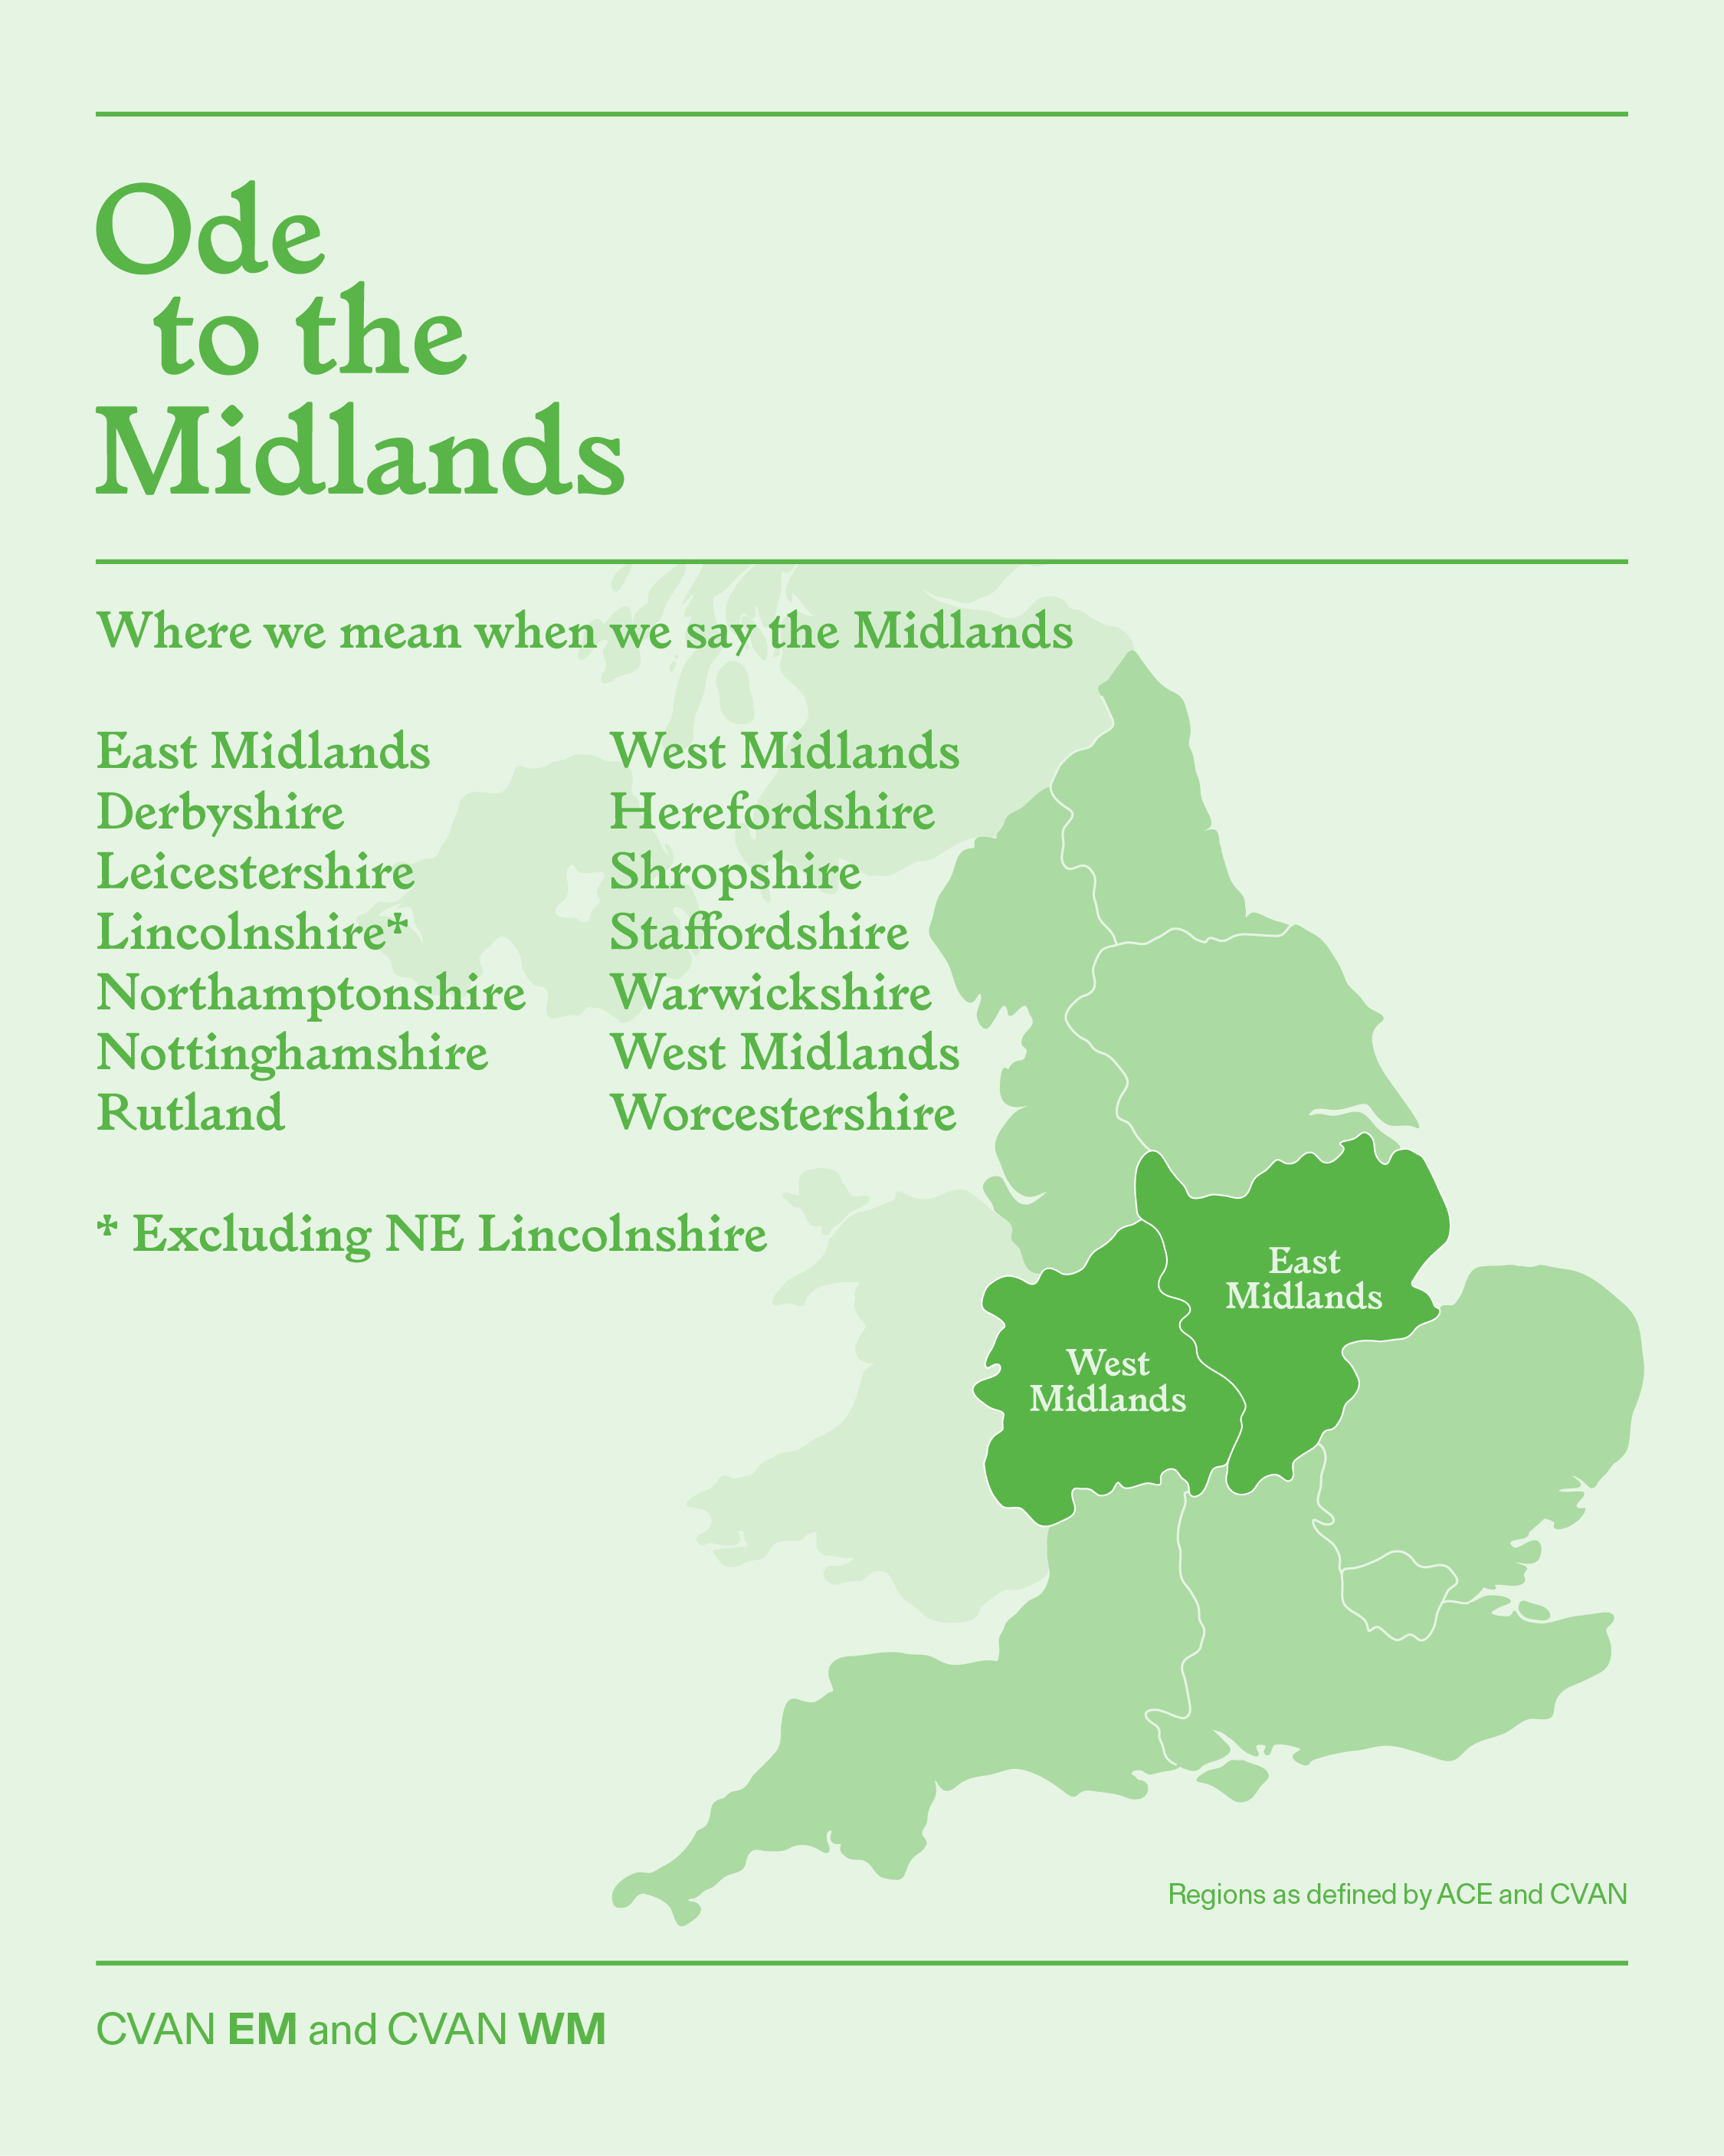 Ode
to the
Midlands
Where we mean when we say the Midlands
East Midlands
Derbyshire
Leicestershire
Lincolnshire*
Northamptonshire
Nottinghamshire
Rutland
West Midlands
Herefordshire
Shropshire
Staffordshire
Warwickshire
West Midlands
Worcestershire
* Excluding NE Lincolnshire
East
Midlands
West
Midlands
Regions as defined by ACE and CVAN
CVAN EM and CVAN WM